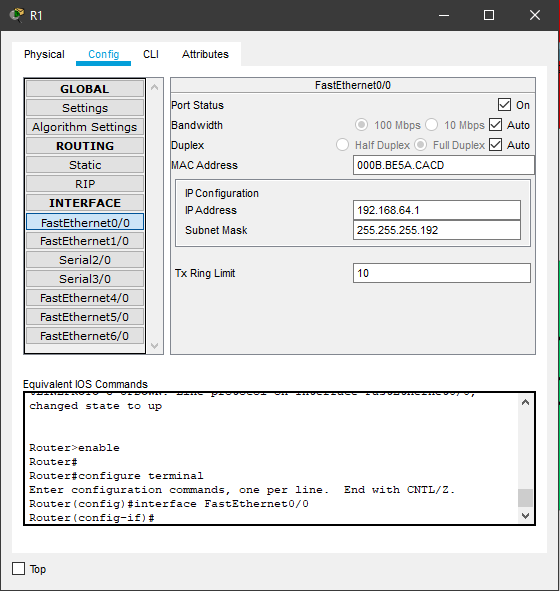 R1
Physical Config CLI Attributes
GLOBAL
Settings
Algorithm Settings
ROUTING
Static
RIP
INTERFACE
FastEthernet0/0
FastEthernet1/0
Serial2/0
Serial3/0
FastEthernet4/0
FastEthernet5/0
FastEthernet6/0
FastEthernet0/0
Port Status On
Bandwidth 100 Mbps 10 Mbps Auto
Duplex Half Duplex Full Duplex Auto
MAC Address 000B.BE5A.CACD
IP Configuration
IP Address 192.168.64.1
Subnet Mask 255.255.255.192
Tx Ring Limit 10
Equivalent IOS Commands
changed state to up
Router>enable
Router#
Router#configure terminal
Enter configuration commands, one per line. End with CNTL/Z.
Router(config)#interface FastEthernet0/0
Router(config-if)#
Top